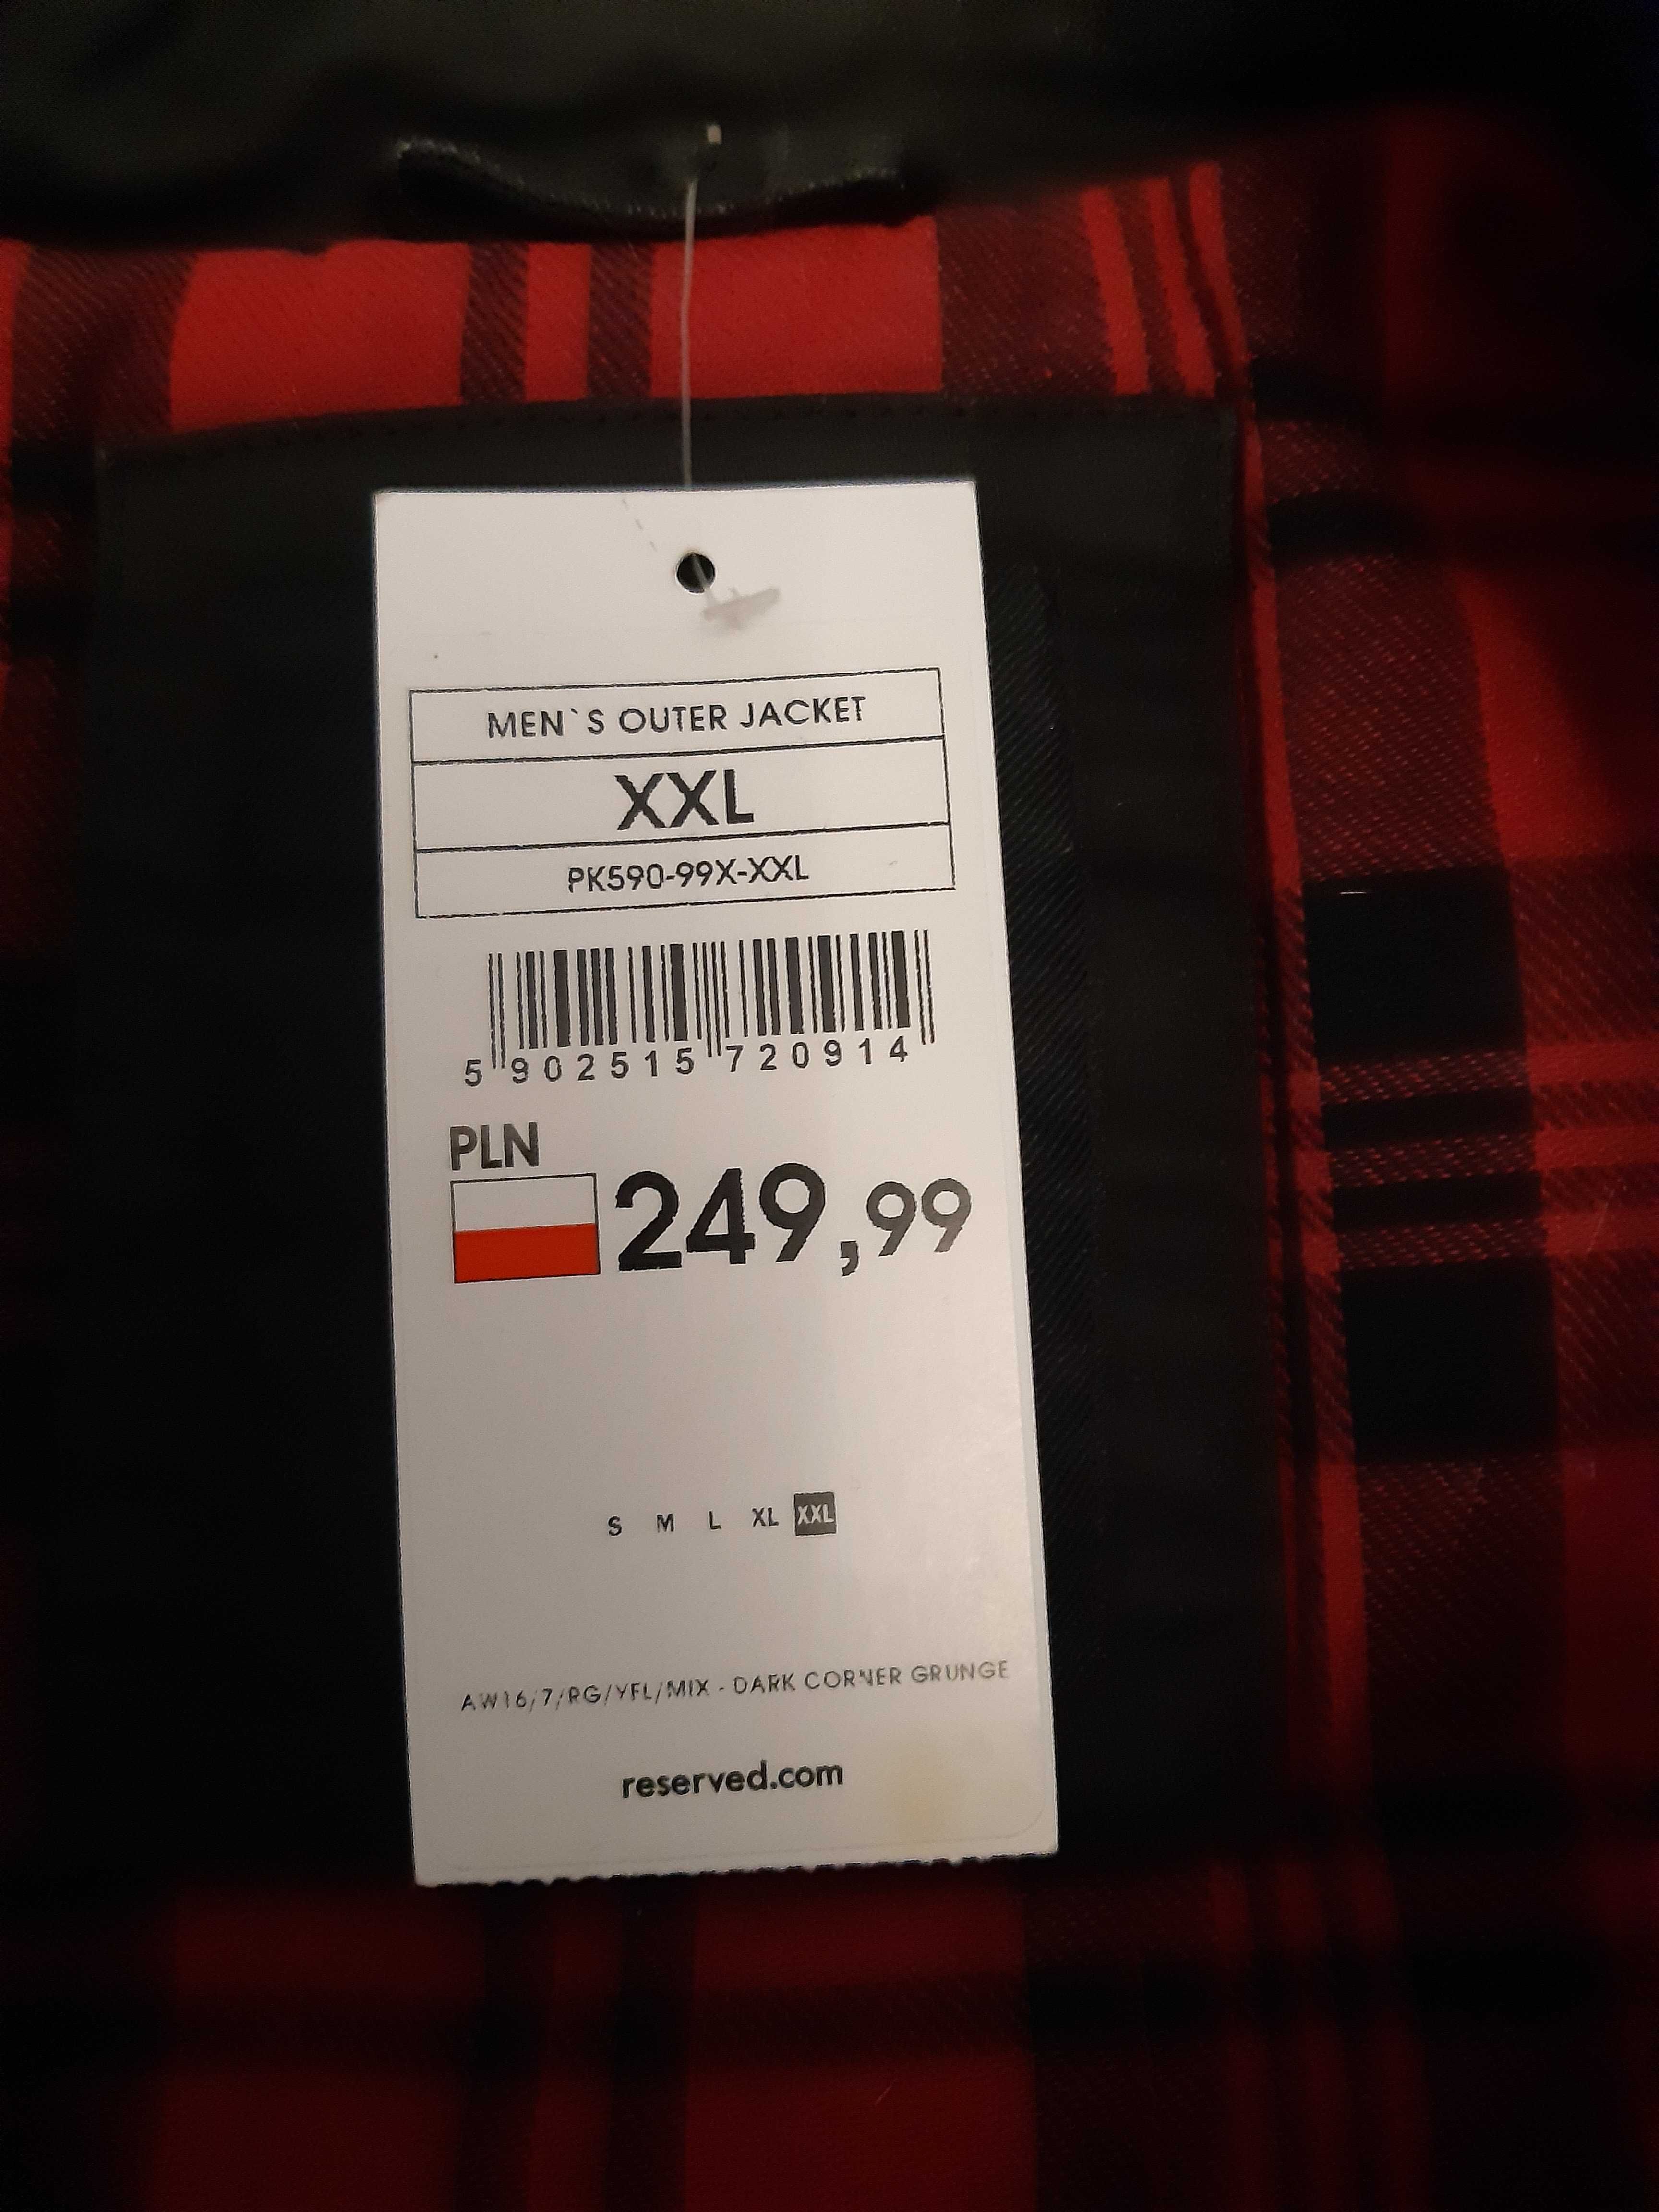 MEN`S OUTER JACKET
XXL
PK590-99X-XXL
5 902515 720914
PLN
249,99
S M L XL XXL
AW16/7/RG/YFL/MIX - DARK CORNER GRUNGE
reserved.com